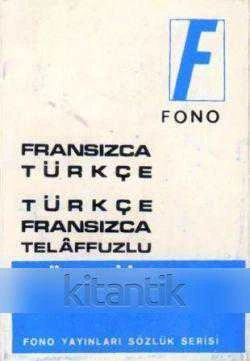 F
FONO
FRANSIZCA
TÜRKÇE
TÜRKÇE
FRANSIZCA
TELÂFFUZLU
kitantik
FONO YAYINLARI SÖZLÜK SERİSİ